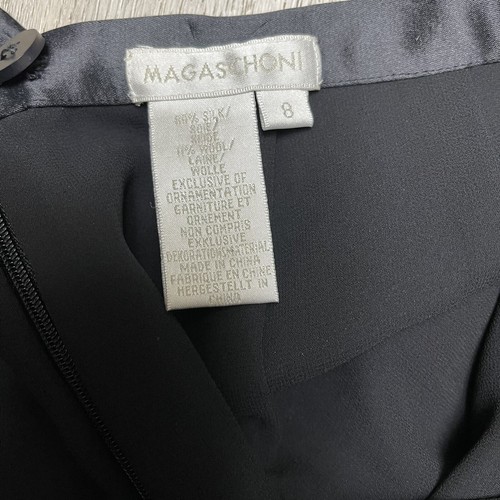 MAGASCHONI
8
89% SILK/
SOIE/
SEIDE
11% WOOL/
LAINE/
WOLLE
EXCLUSIVE OF
ORNAMENTATION
GARNITURE ET
ORNEMENT
NON COMPRIS
EXKLUSIVE
DEKORATIONSMATERIAL
MADE IN CHINA
FABRIQUE EN CHINE
HERGESTELLT IN
CHINA